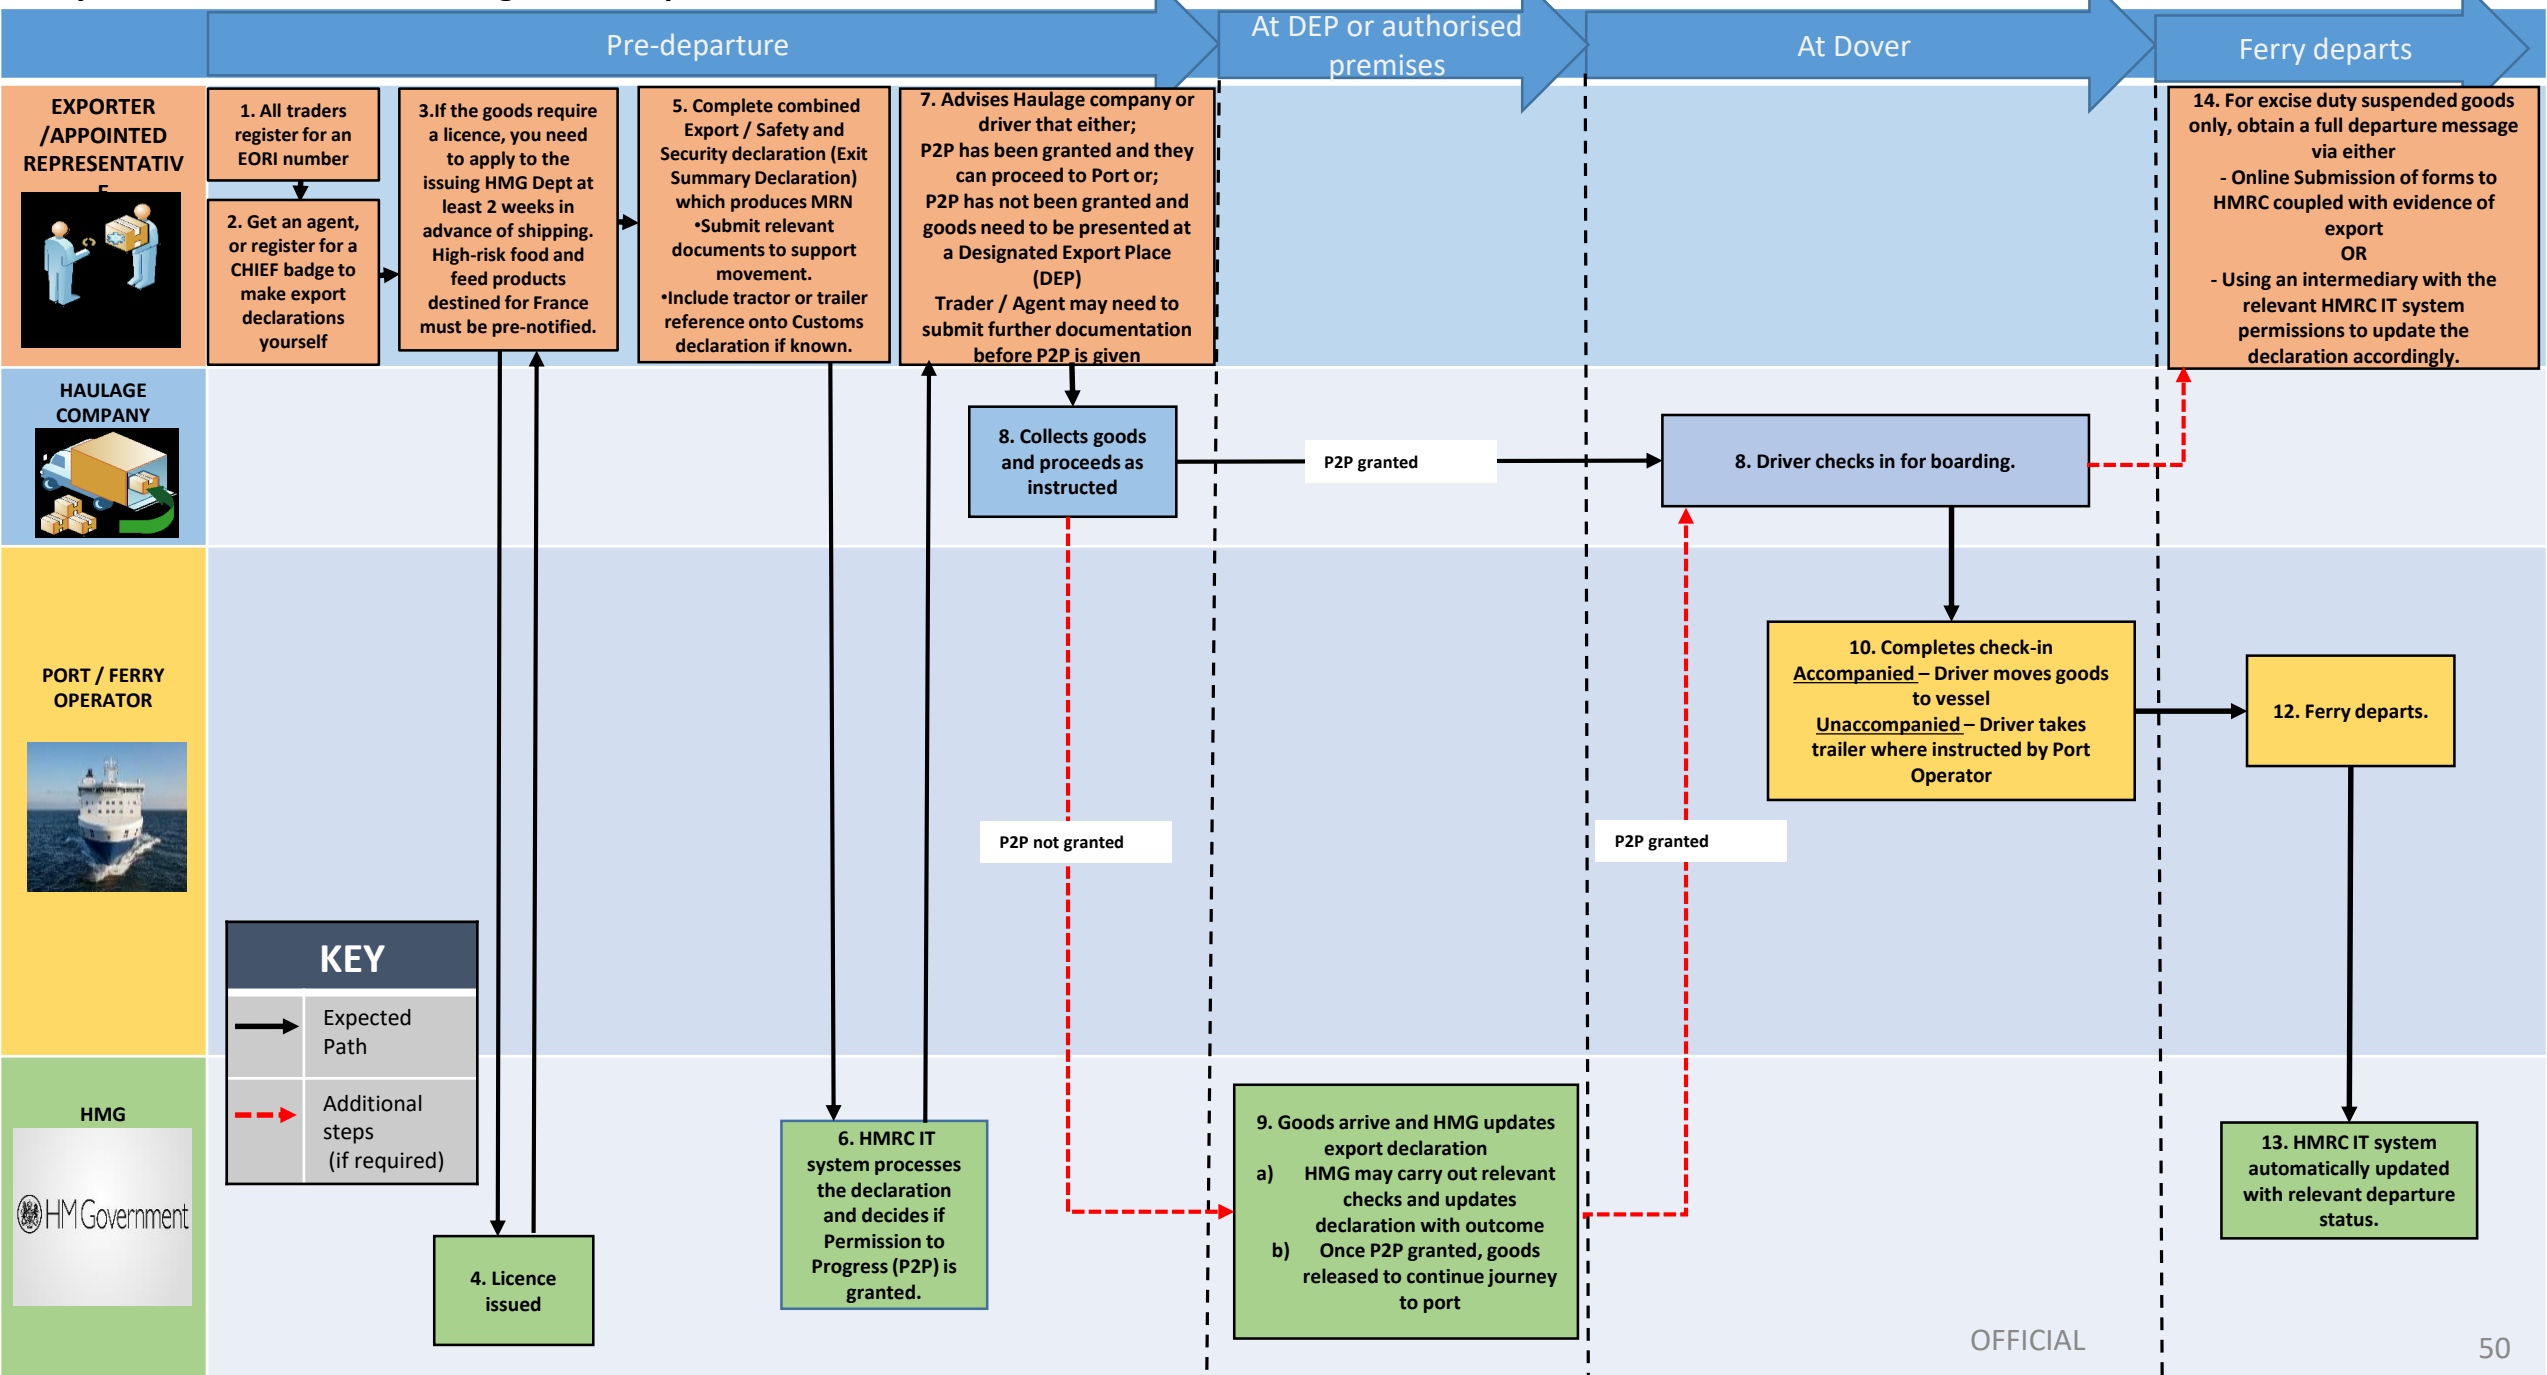 Pre-departure
At DEP or authorised
premises
At Dover
Ferry departs
EXPORTER
/APPOINTED
REPRESENTATIV
E
1. All traders
register for an
EORI number
2. Get an agent,
or register for a
CHIEF badge to
make export
declarations
yourself
3.If the goods require
a licence, you need
to apply to the
issuing HMG Dept at
least 2 weeks in
advance of shipping.
High-risk food and
feed products
destined for France
must be pre-notified.
5. Complete combined
Export / Safety and
Security declaration (Exit
Summary Declaration)
which produces MRN
•Submit relevant
documents to support
movement.
•Include tractor or trailer
reference onto Customs
declaration if known.
7. Advises Haulage company or
driver that either;
P2P has been granted and they
can proceed to Port or;
P2P has not been granted and
goods need to be presented at
a Designated Export Place
(DEP)
Trader / Agent may need to
submit further documentation
before P2P is given
14. For excise duty suspended goods
only, obtain a full departure message
via either
- Online Submission of forms to
HMRC coupled with evidence of
export
OR
- Using an intermediary with the
relevant HMRC IT system
permissions to update the
declaration accordingly.
HAULAGE
COMPANY
8. Collects goods
and proceeds as
instructed
P2P granted
8. Driver checks in for boarding.
PORT / FERRY
OPERATOR
10. Completes check-in
Accompanied – Driver moves goods
to vessel
Unaccompanied – Driver takes
trailer where instructed by Port
Operator
12. Ferry departs.
P2P not granted
P2P granted
KEY
Expected
Path
Additional
steps
(if required)
HMG
HM Government
4. Licence
issued
6. HMRC IT
system processes
the declaration
and decides if
Permission to
Progress (P2P) is
granted.
9. Goods arrive and HMG updates
export declaration
a) HMG may carry out relevant
checks and updates
declaration with outcome
b) Once P2P granted, goods
released to continue journey
to port
13. HMRC IT system
automatically updated
with relevant departure
status.
OFFICIAL
50